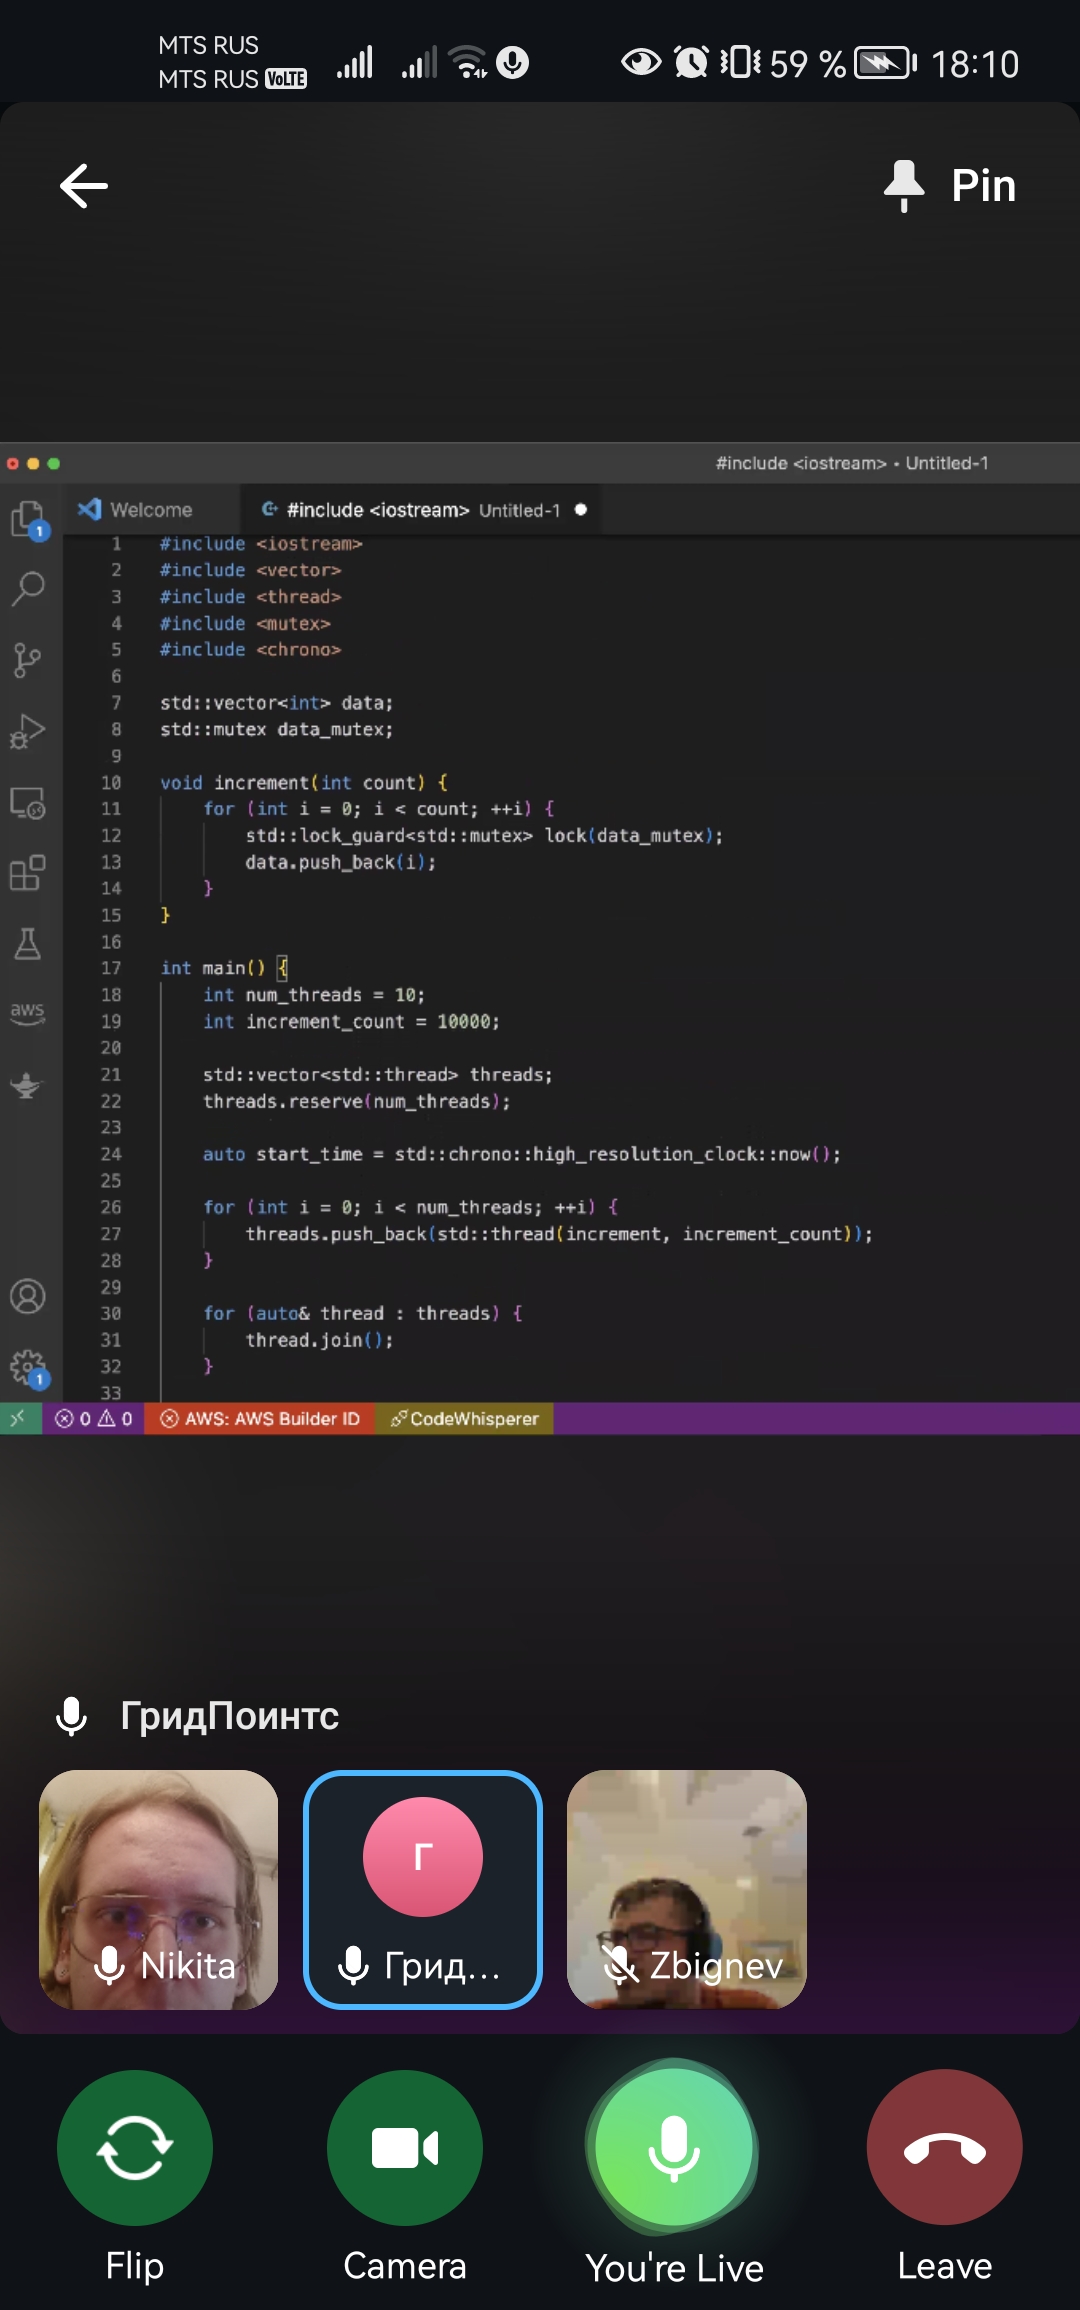 MTS RUS
MTS RUS VoLTE
59 % 18:10
Pin
#include <iostream> • Untitled-1
Welcome
#include <iostream> Untitled-1
1 #include <iostream>
2 #include <vector>
3 #include <thread>
4 #include <mutex>
5 #include <chrono>
6
7 std::vector<int> data;
8 std::mutex data_mutex;
9
10 void increment(int count) {
11 for (int i = 0; i < count; ++i) {
12 std::lock_guard<std::mutex> lock(data_mutex);
13 data.push_back(i);
14 }
15 }
16
17 int main() {
18 int num_threads = 10;
19 int increment_count = 10000;
20
21 std::vector<std::thread> threads;
22 threads.reserve(num_threads);
23
24 auto start_time = std::chrono::high_resolution_clock::now();
25
26 for (int i = 0; i < num_threads; ++i) {
27 threads.push_back(std::thread(increment, increment_count));
28 }
29
30 for (auto& thread : threads) {
31 thread.join();
32 }
33
1
aws
1
0 0 AWS: AWS Builder ID CodeWhisperer
ГридПоинтс
Г
Nikita
Грид...
Zbignev
Flip
Camera
You're Live
Leave